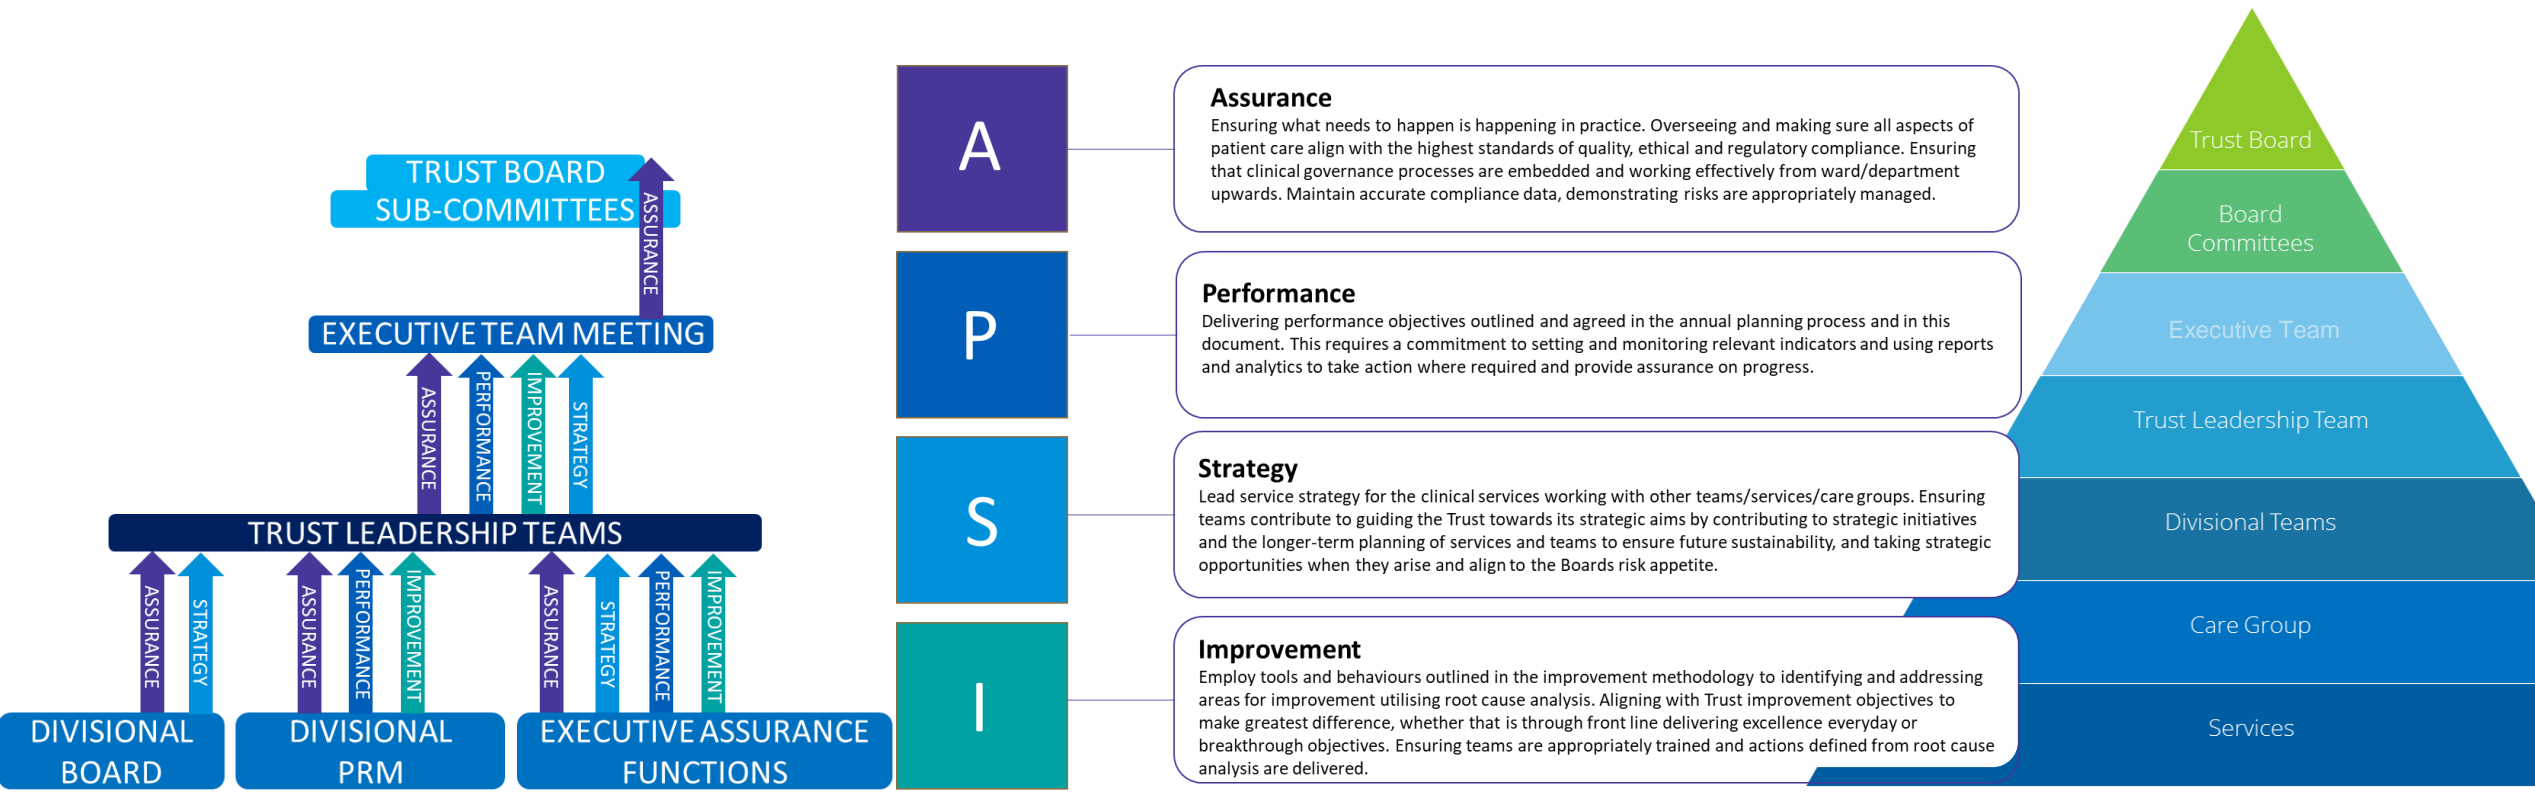 TRUST BOARD
SUB-COMMITTEES
ASSURANCE
EXECUTIVE TEAM MEETING
ASSURANCE
PERFORMANCE
IMPROVEMENT
STRATEGY
TRUST LEADERSHIP TEAMS
ASSURANCE
STRATEGY
ASSURANCE
PERFORMANCE
IMPROVEMENT
ASSURANCE
STRATEGY
PERFORMANCE
IMPROVEMENT
DIVISIONAL
BOARD
DIVISIONAL
PRM
EXECUTIVE ASSURANCE
FUNCTIONS
A
Assurance
Ensuring what needs to happen is happening in practice. Overseeing and making sure all aspects of
patient care align with the highest standards of quality, ethical and regulatory compliance. Ensuring
that clinical governance processes are embedded and working effectively from ward/department
upwards. Maintain accurate compliance data, demonstrating risks are appropriately managed.
P
Performance
Delivering performance objectives outlined and agreed in the annual planning process and in this
document. This requires a commitment to setting and monitoring relevant indicators and using reports
and analytics to take action where required and provide assurance on progress.
S
Strategy
Lead service strategy for the clinical services working with other teams/services/care groups. Ensuring
teams contribute to guiding the Trust towards its strategic aims by contributing to strategic initiatives
and the longer-term planning of services and teams to ensure future sustainability, and taking strategic
opportunities when they arise and align to the Boards risk appetite.
I
Improvement
Employ tools and behaviours outlined in the improvement methodology to identifying and addressing
areas for improvement utilising root cause analysis. Aligning with Trust improvement objectives to
make greatest difference, whether that is through front line delivering excellence everyday or
breakthrough objectives. Ensuring teams are appropriately trained and actions defined from root cause
analysis are delivered.
Trust Board
Board
Committees
Executive Team
Trust Leadership Team
Divisional Teams
Care Group
Services